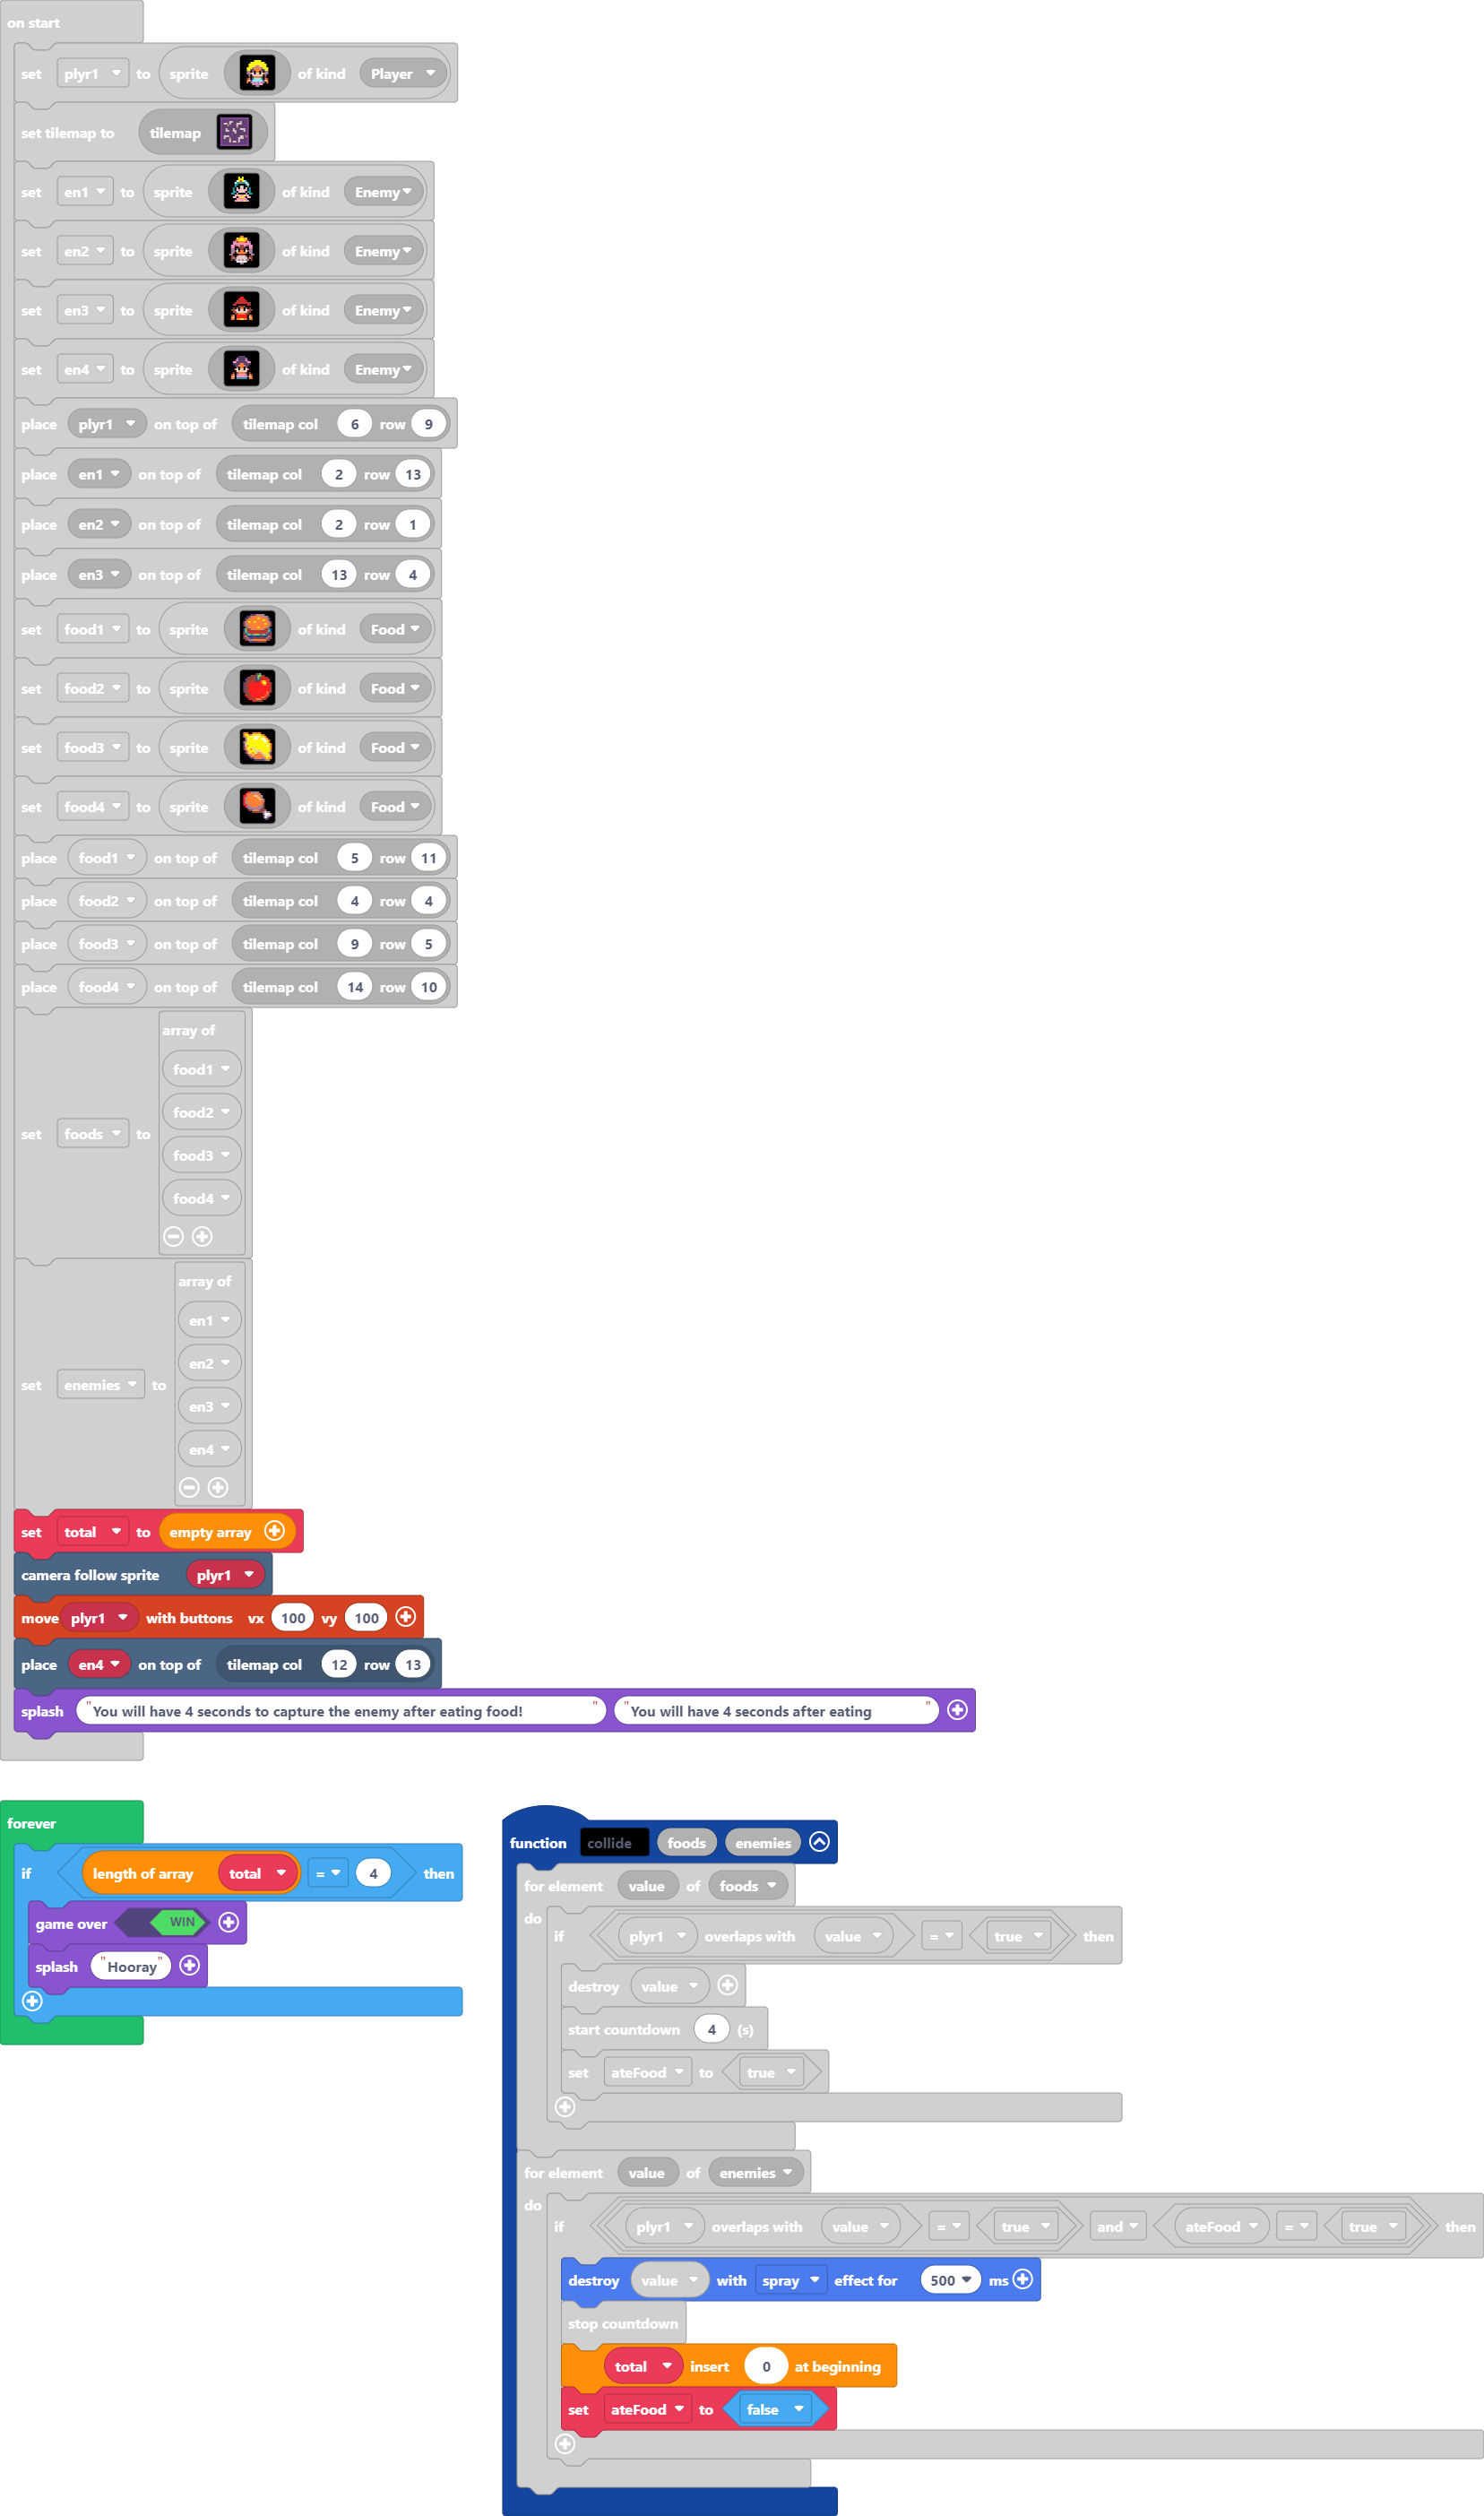 on start
set plyr1 to sprite of kind Player
set tilemap to tilemap
set en1 to sprite of kind Enemy
set en2 to sprite of kind Enemy
set en3 to sprite of kind Enemy
set en4 to sprite of kind Enemy
place plyr1 on top of tilemap col 6 row 9
place en1 on top of tilemap col 2 row 13
place en2 on top of tilemap col 2 row 1
place en3 on top of tilemap col 13 row 4
set food1 to sprite of kind Food
set food2 to sprite of kind Food
set food3 to sprite of kind Food
set food4 to sprite of kind Food
place food1 on top of tilemap col 5 row 11
place food2 on top of tilemap col 4 row 4
place food3 on top of tilemap col 9 row 5
place food4 on top of tilemap col 14 row 10
array of
food1
food2
set foods to
food3
food4
array of
en1
en2
set enemies to
en3
en4
set total to empty array
camera follow sprite plyr1
move plyr1 with buttons vx 100 vy 100
place en4 on top of tilemap col 12 row 13
splash "You will have 4 seconds to capture the enemy after eating food!" "You will have 4 seconds after eating"
forever
if length of array total = 4 then
game over WIN
splash "Hooray"
function collide foods enemies
for element value of foods
do
if plyr1 overlaps with value = true then
destroy value
start countdown 4 (s)
set ateFood to true
for element value of enemies
do
if plyr1 overlaps with value = true and ateFood = true then
destroy value with spray effect for 500 ms
stop countdown
total insert 0 at beginning
set ateFood to false